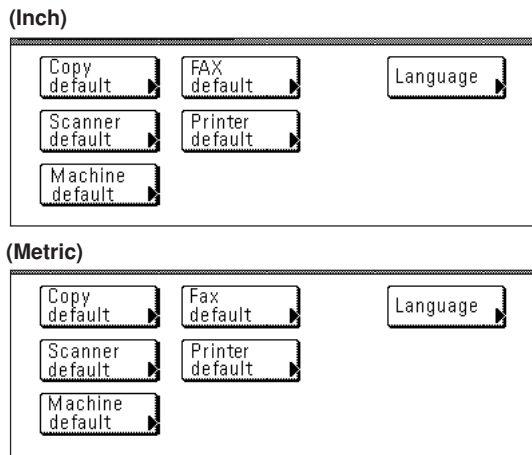 (Inch)
Copy
default
FAX
default
Language
Scanner
default
Printer
default
Machine
default
(Metric)
Copy
default
Fax
default
Language
Scanner
default
Printer
default
Machine
default